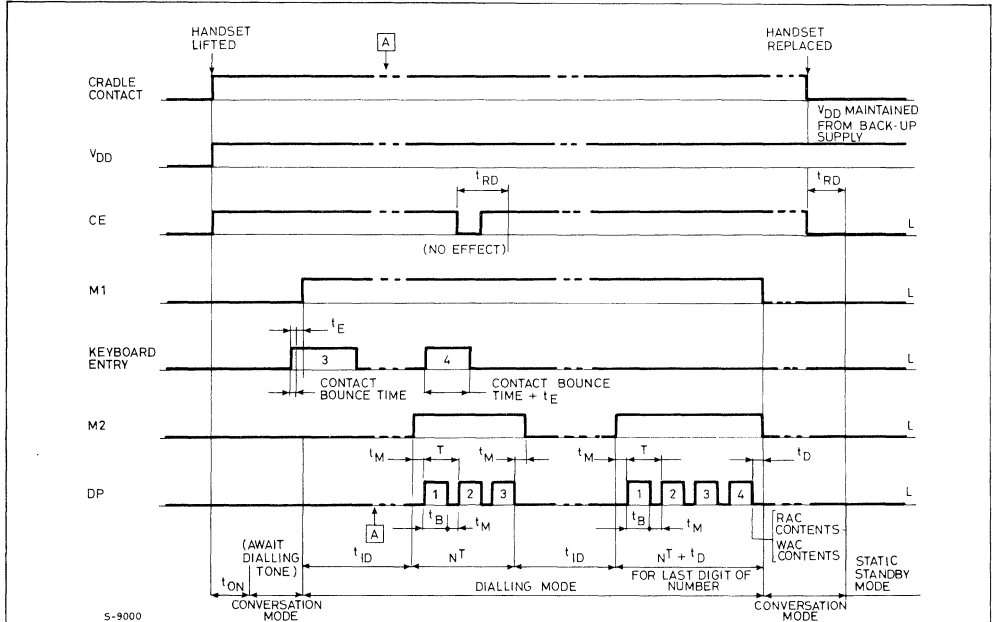 HANDSET
LIFTED
A
HANDSET
REPLACED
CRADLE
CONTACT
VDD MAINTAINED
FROM BACK-UP
SUPPLY
VDD
tRD
tRD
CE
L
(NO EFFECT)
M1
L
tE
KEYBOARD
ENTRY
3
4
L
CONTACT
BOUNCE TIME
CONTACT BOUNCE
TIME + tE
M2
L
tM
T
tM
tM
T
tD
DP
1
2
3
1
2
3
4
L
tB
tM
tB
tM
RAC
CONTENTS
WAC
CONTENTS
A
(AWAIT
DIALLING
TONE)
tID
NT
tID
NT + tD
FOR LAST DIGIT OF
NUMBER
STATIC
STANDBY
MODE
tON
CONVERSATION
MODE
DIALLING MODE
CONVERSATION
MODE
S-9000